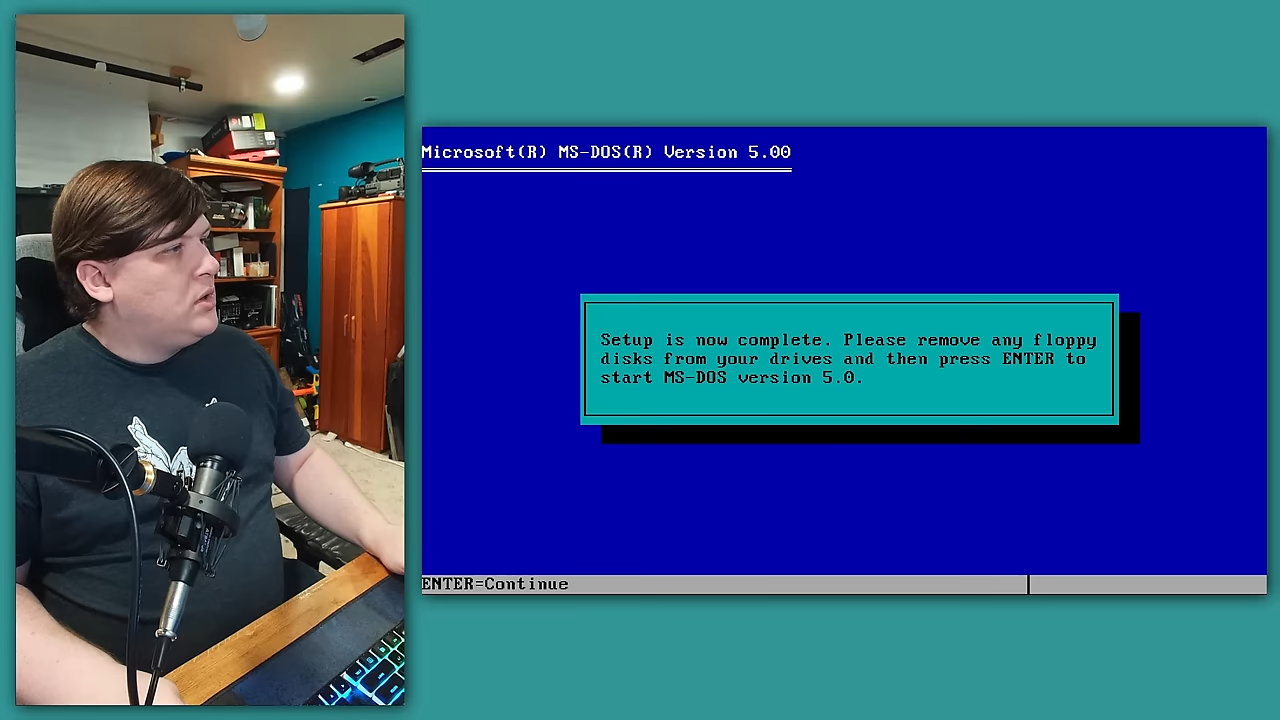 Microsoft(R) MS-DOS(R) Version 5.00
Setup is now complete. Please remove any floppy
disks from your drives and then press ENTER to
start MS-DOS version 5.0.
ENTER=Continue